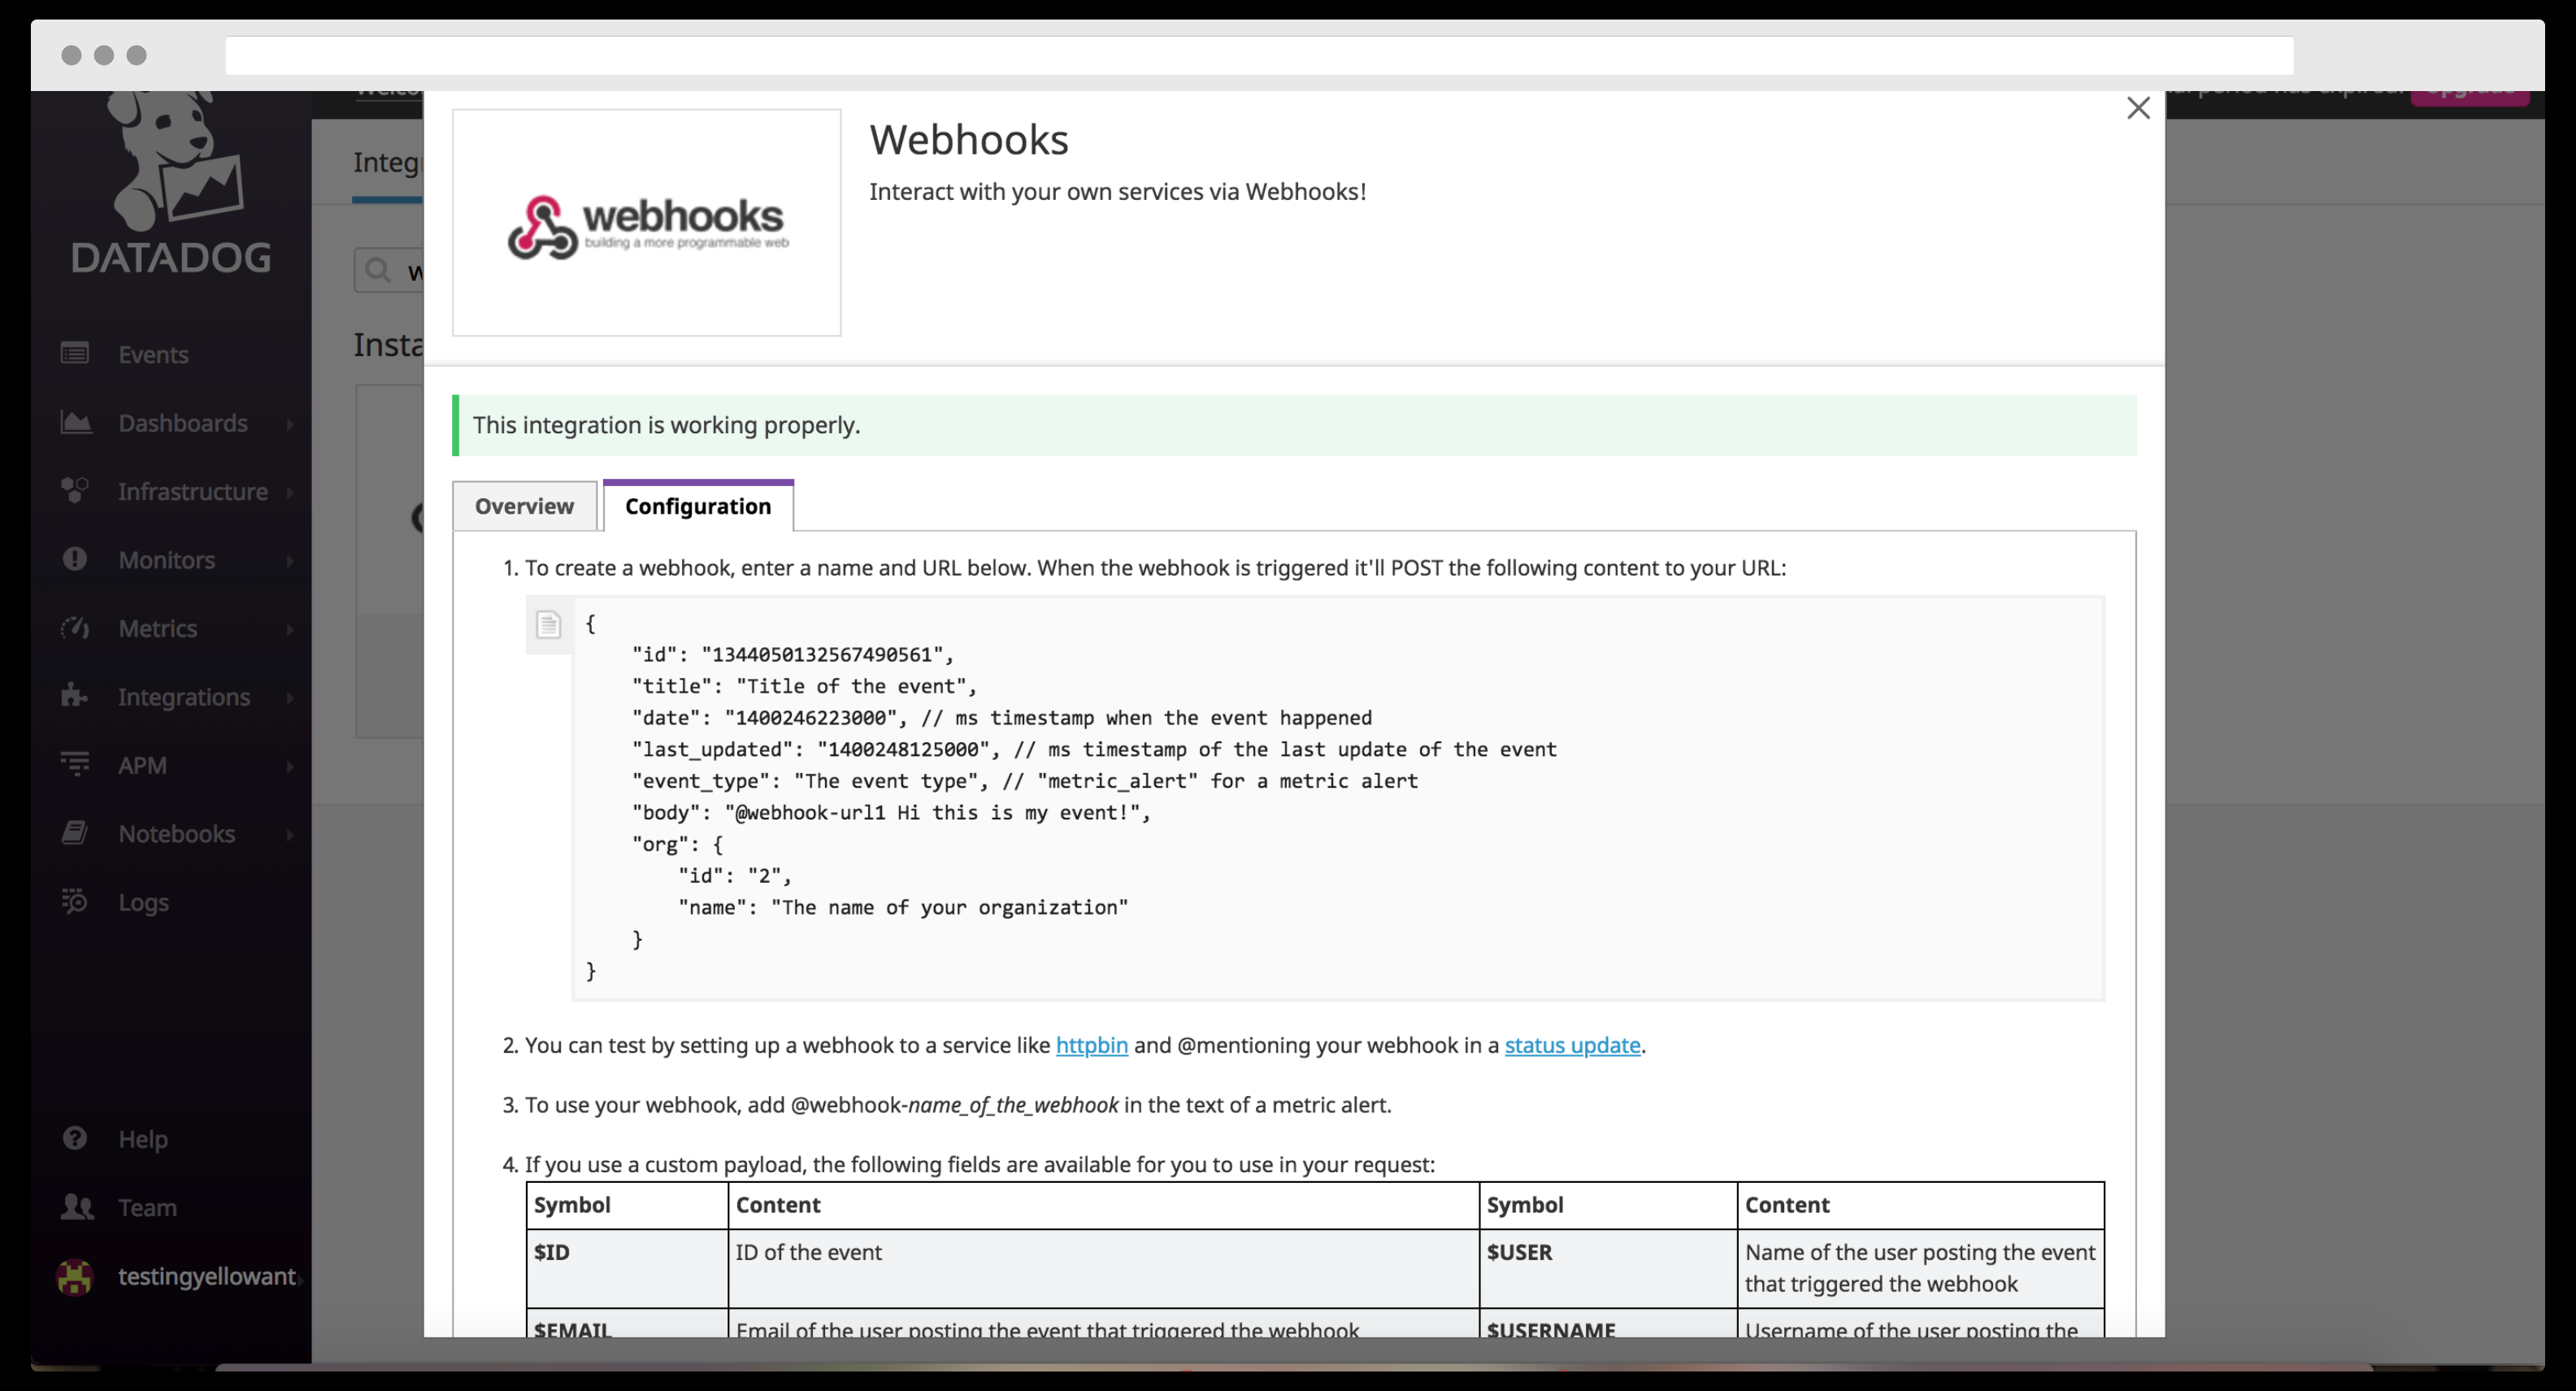 DATADOG
Events
Dashboards
Infrastructure
Monitors
Metrics
Integrations
APM
Notebooks
Logs
Help
Team
testingyellowant
webhooks
building a more programmable web
Webhooks
Interact with your own services via Webhooks!
This integration is working properly.
Overview
Configuration
1. To create a webhook, enter a name and URL below. When the webhook is triggered it'll POST the following content to your URL:
{
"id": "1344050132567490561",
"title": "Title of the event",
"date": "1400246223000", // ms timestamp when the event happened
"last_updated": "1400248125000", // ms timestamp of the last update of the event
"event_type": "The event type", // "metric_alert" for a metric alert
"body": "@webhook-url1 Hi this is my event!",
"org": {
"id": "2",
"name": "The name of your organization"
}
}
2. You can test by setting up a webhook to a service like httpbin and @mentioning your webhook in a status update.
3. To use your webhook, add @webhook-name_of_the_webhook in the text of a metric alert.
4. If you use a custom payload, the following fields are available for you to use in your request:
Symbol Content Symbol Content
$ID ID of the event $USER Name of the user posting the event
that triggered the webhook
$EMAIL Email of the user posting the event that triggered the webhook $USERNAME Username of the user posting the